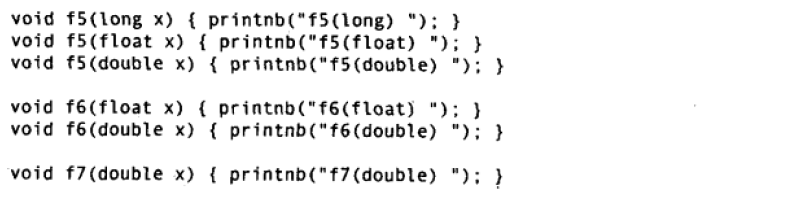 void f5(long x) { printnb("f5(long) "); }
void f5(float x) { printnb("f5(float) "); }
void f5(double x) { printnb("f5(double) "); }
void f6(float x) { printnb("f6(float) "); }
void f6(double x) { printnb("f6(double) "); }
void f7(double x) { printnb("f7(double) "); }